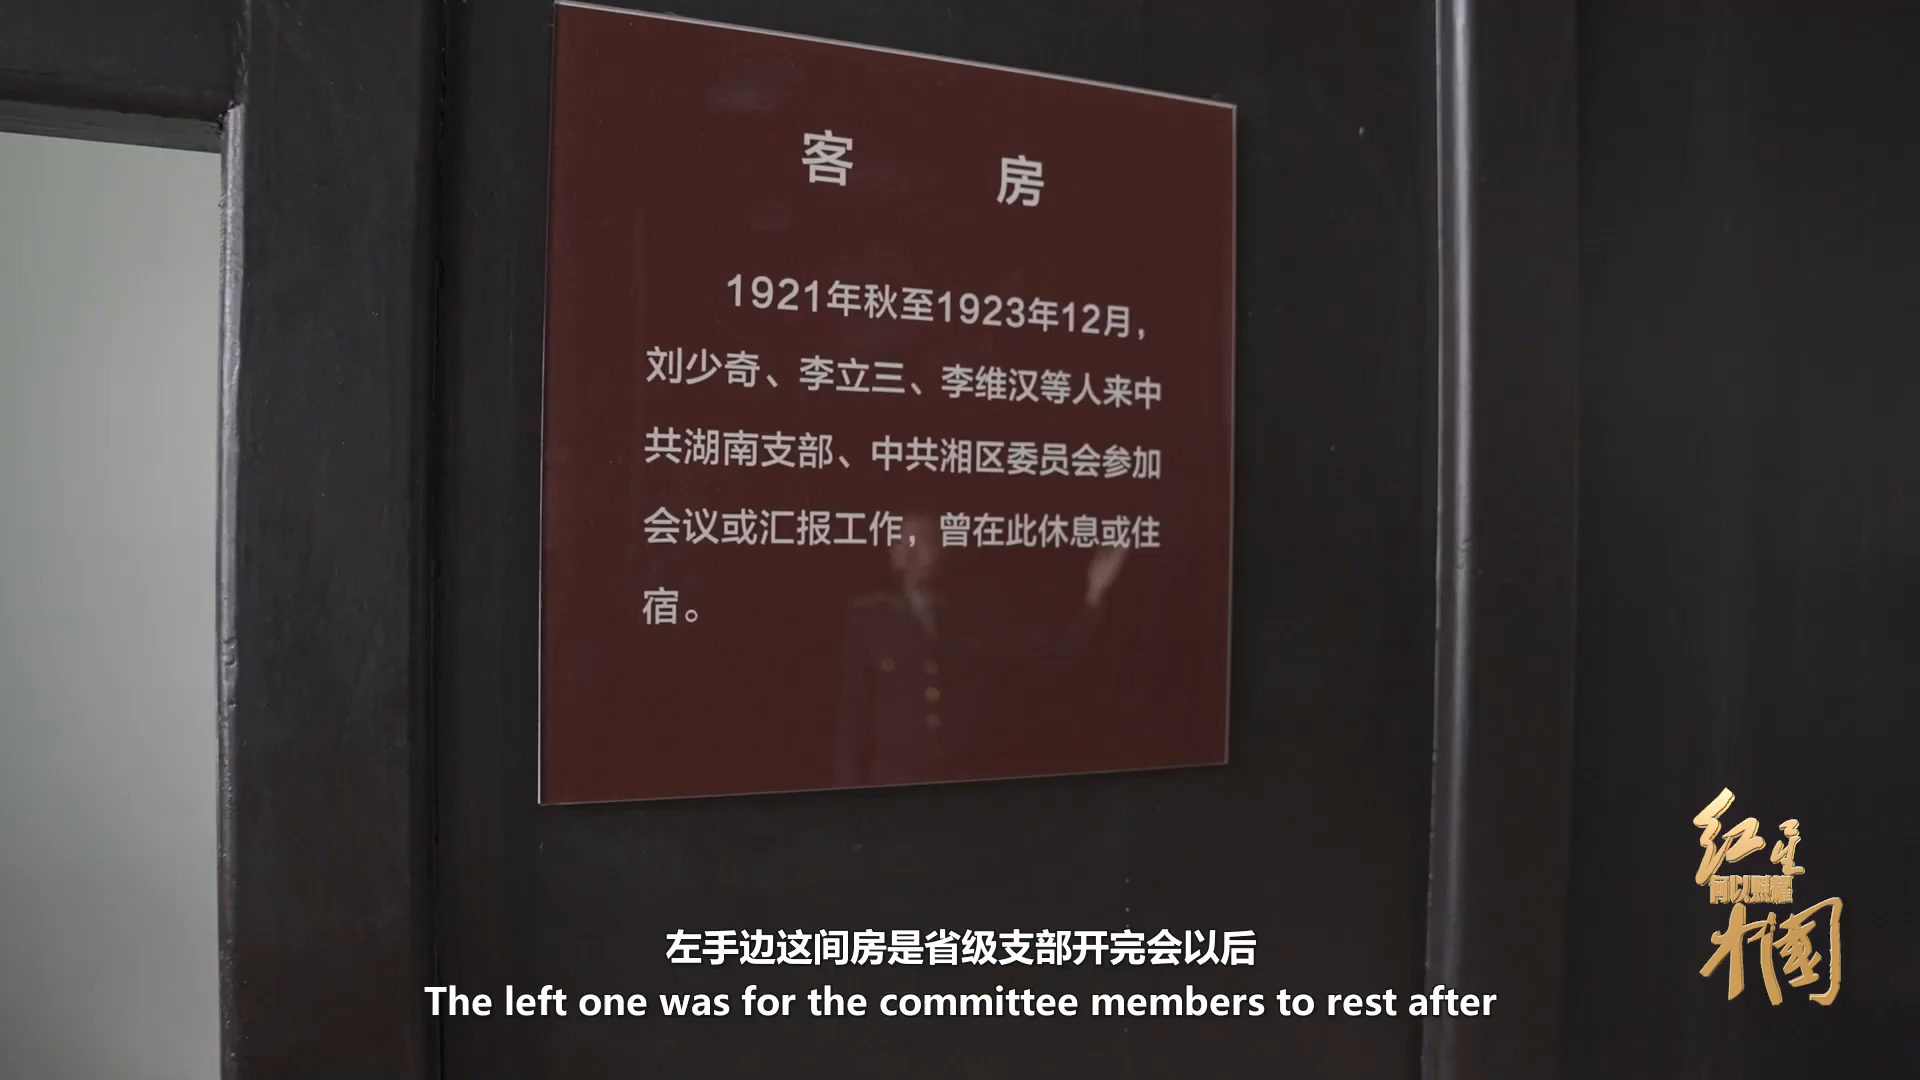 客 房
1921年秋至1923年12月，
刘少奇、李立三、李维汉等人来中
共湖南支部、中共湘区委员会参加
会议或汇报工作，曾在此休息或住
宿。
红星
何以照耀
中國
左手边这间房是省级支部开完会以后
The left one was for the committee members to rest after